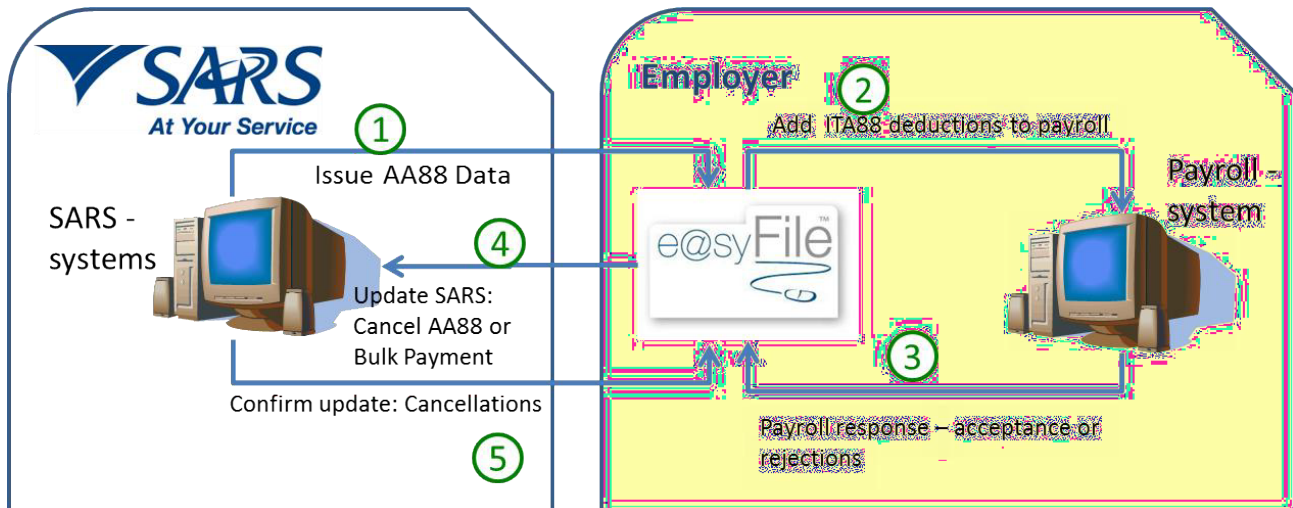 SARS
At Your Service
1
Issue AA88 Data
SARS -
systems
4
Update SARS:
Cancel AA88 or
Bulk Payment
Confirm update: Cancellations
5
Employer
2
Add ITA88 deductions to payroll
Payroll -
system
e@syFile™
3
Payroll response – acceptance or
rejections